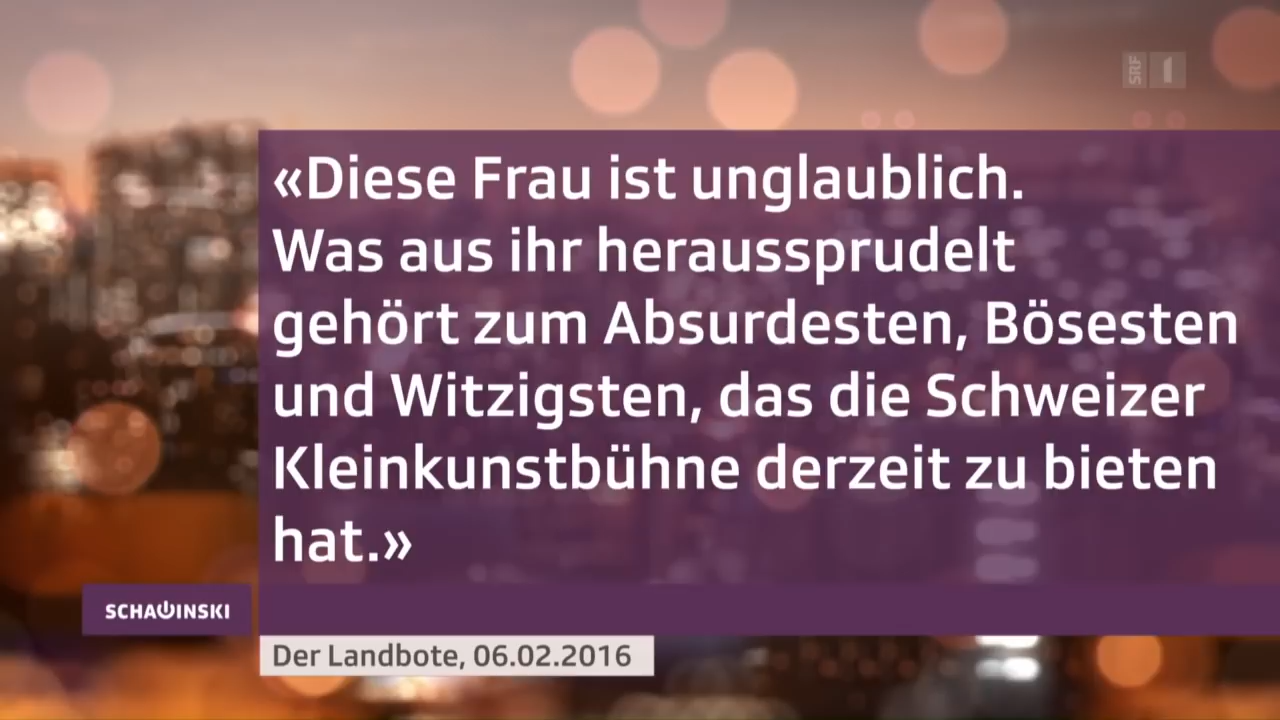 SRF 1
«Diese Frau ist unglaublich.
Was aus ihr heraussprudelt
gehört zum Absurdesten, Bösesten
und Witzigsten, das die Schweizer
Kleinkunstbühne derzeit zu bieten
hat.»
SCHAWINSKI
Der Landbote, 06.02.2016